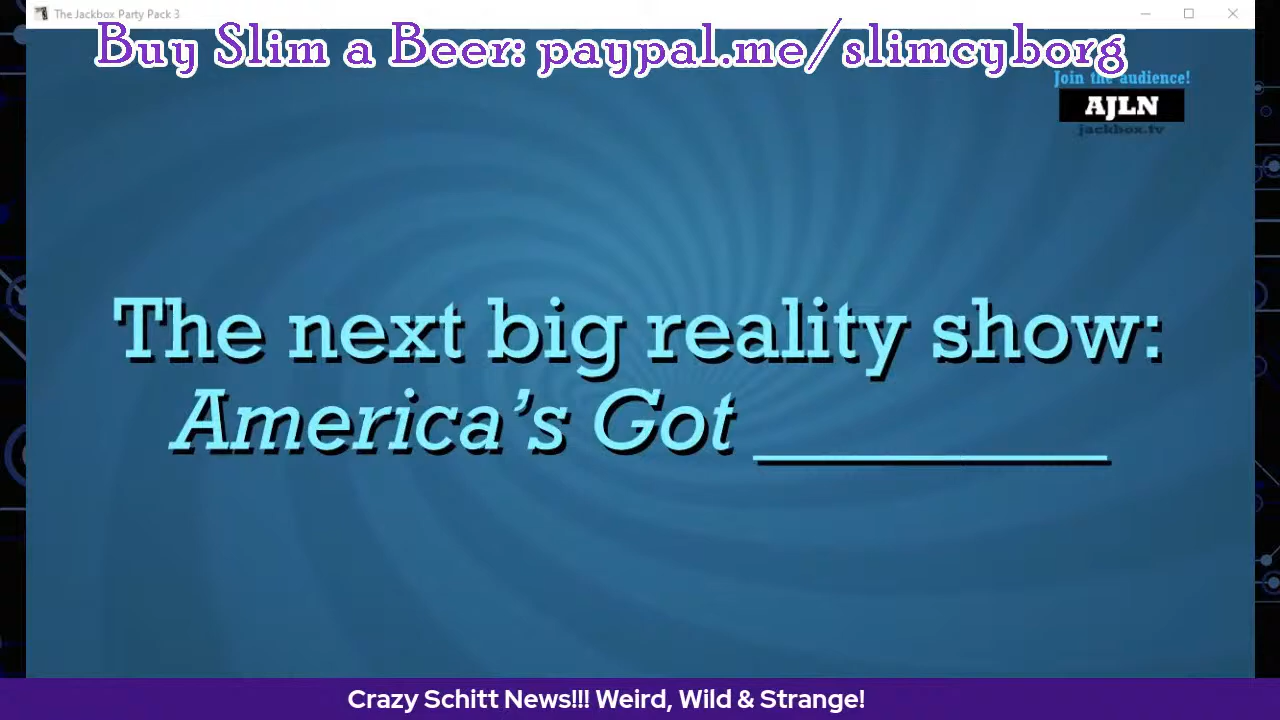 The Jackbox Party Pack 3
Buy Slim a Beer: paypal.me/slimcyborg
Join the audience!
AJLN
jackbox.tv
The next big reality show:
America's Got ________
Crazy Schitt News!!! Weird, Wild & Strange!